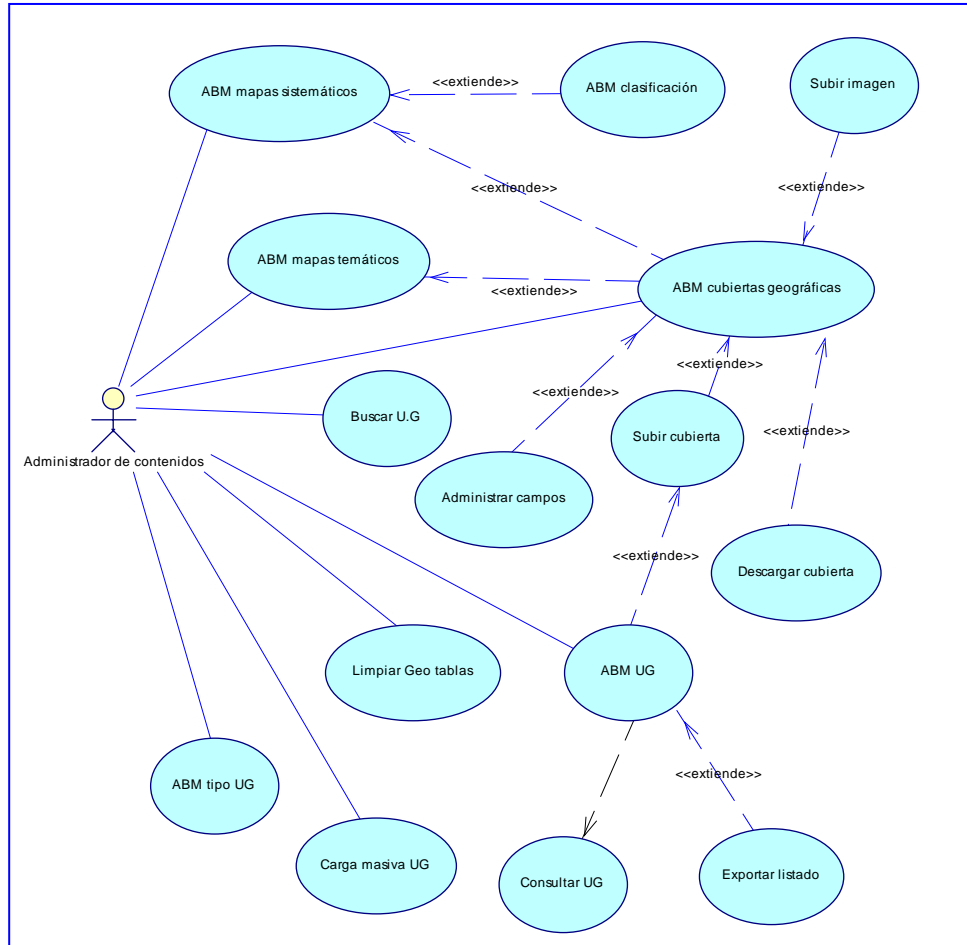 ABM mapas sistemáticos
<<extiende>>
ABM clasificación
Subir imagen
<<extiende>>
<<extiende>>
ABM mapas temáticos
<<extiende>>
ABM cubiertas geográficas
<<extiende>>
<<extiende>>
Buscar U.G
Subir cubierta
<<extiende>>
Administrador de contenidos
Administrar campos
<<extiende>>
Descargar cubierta
Limpiar Geo tablas
ABM UG
<<extiende>>
ABM tipo UG
Carga masiva UG
Consultar UG
Exportar listado